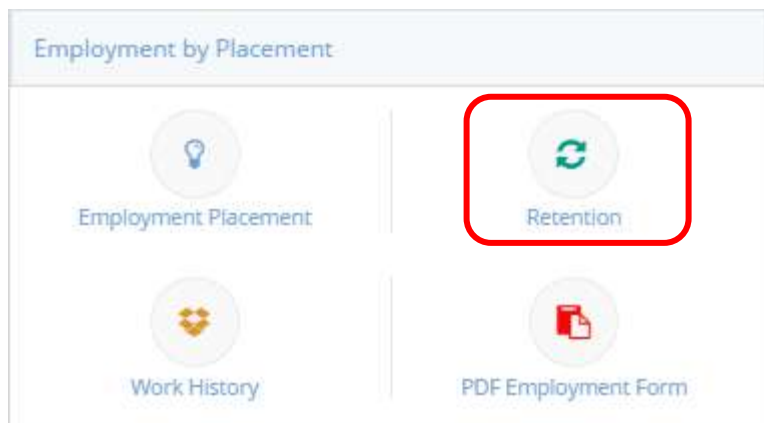 Employment by Placement
Employment Placement
Retention
Work History
PDF Employment Form